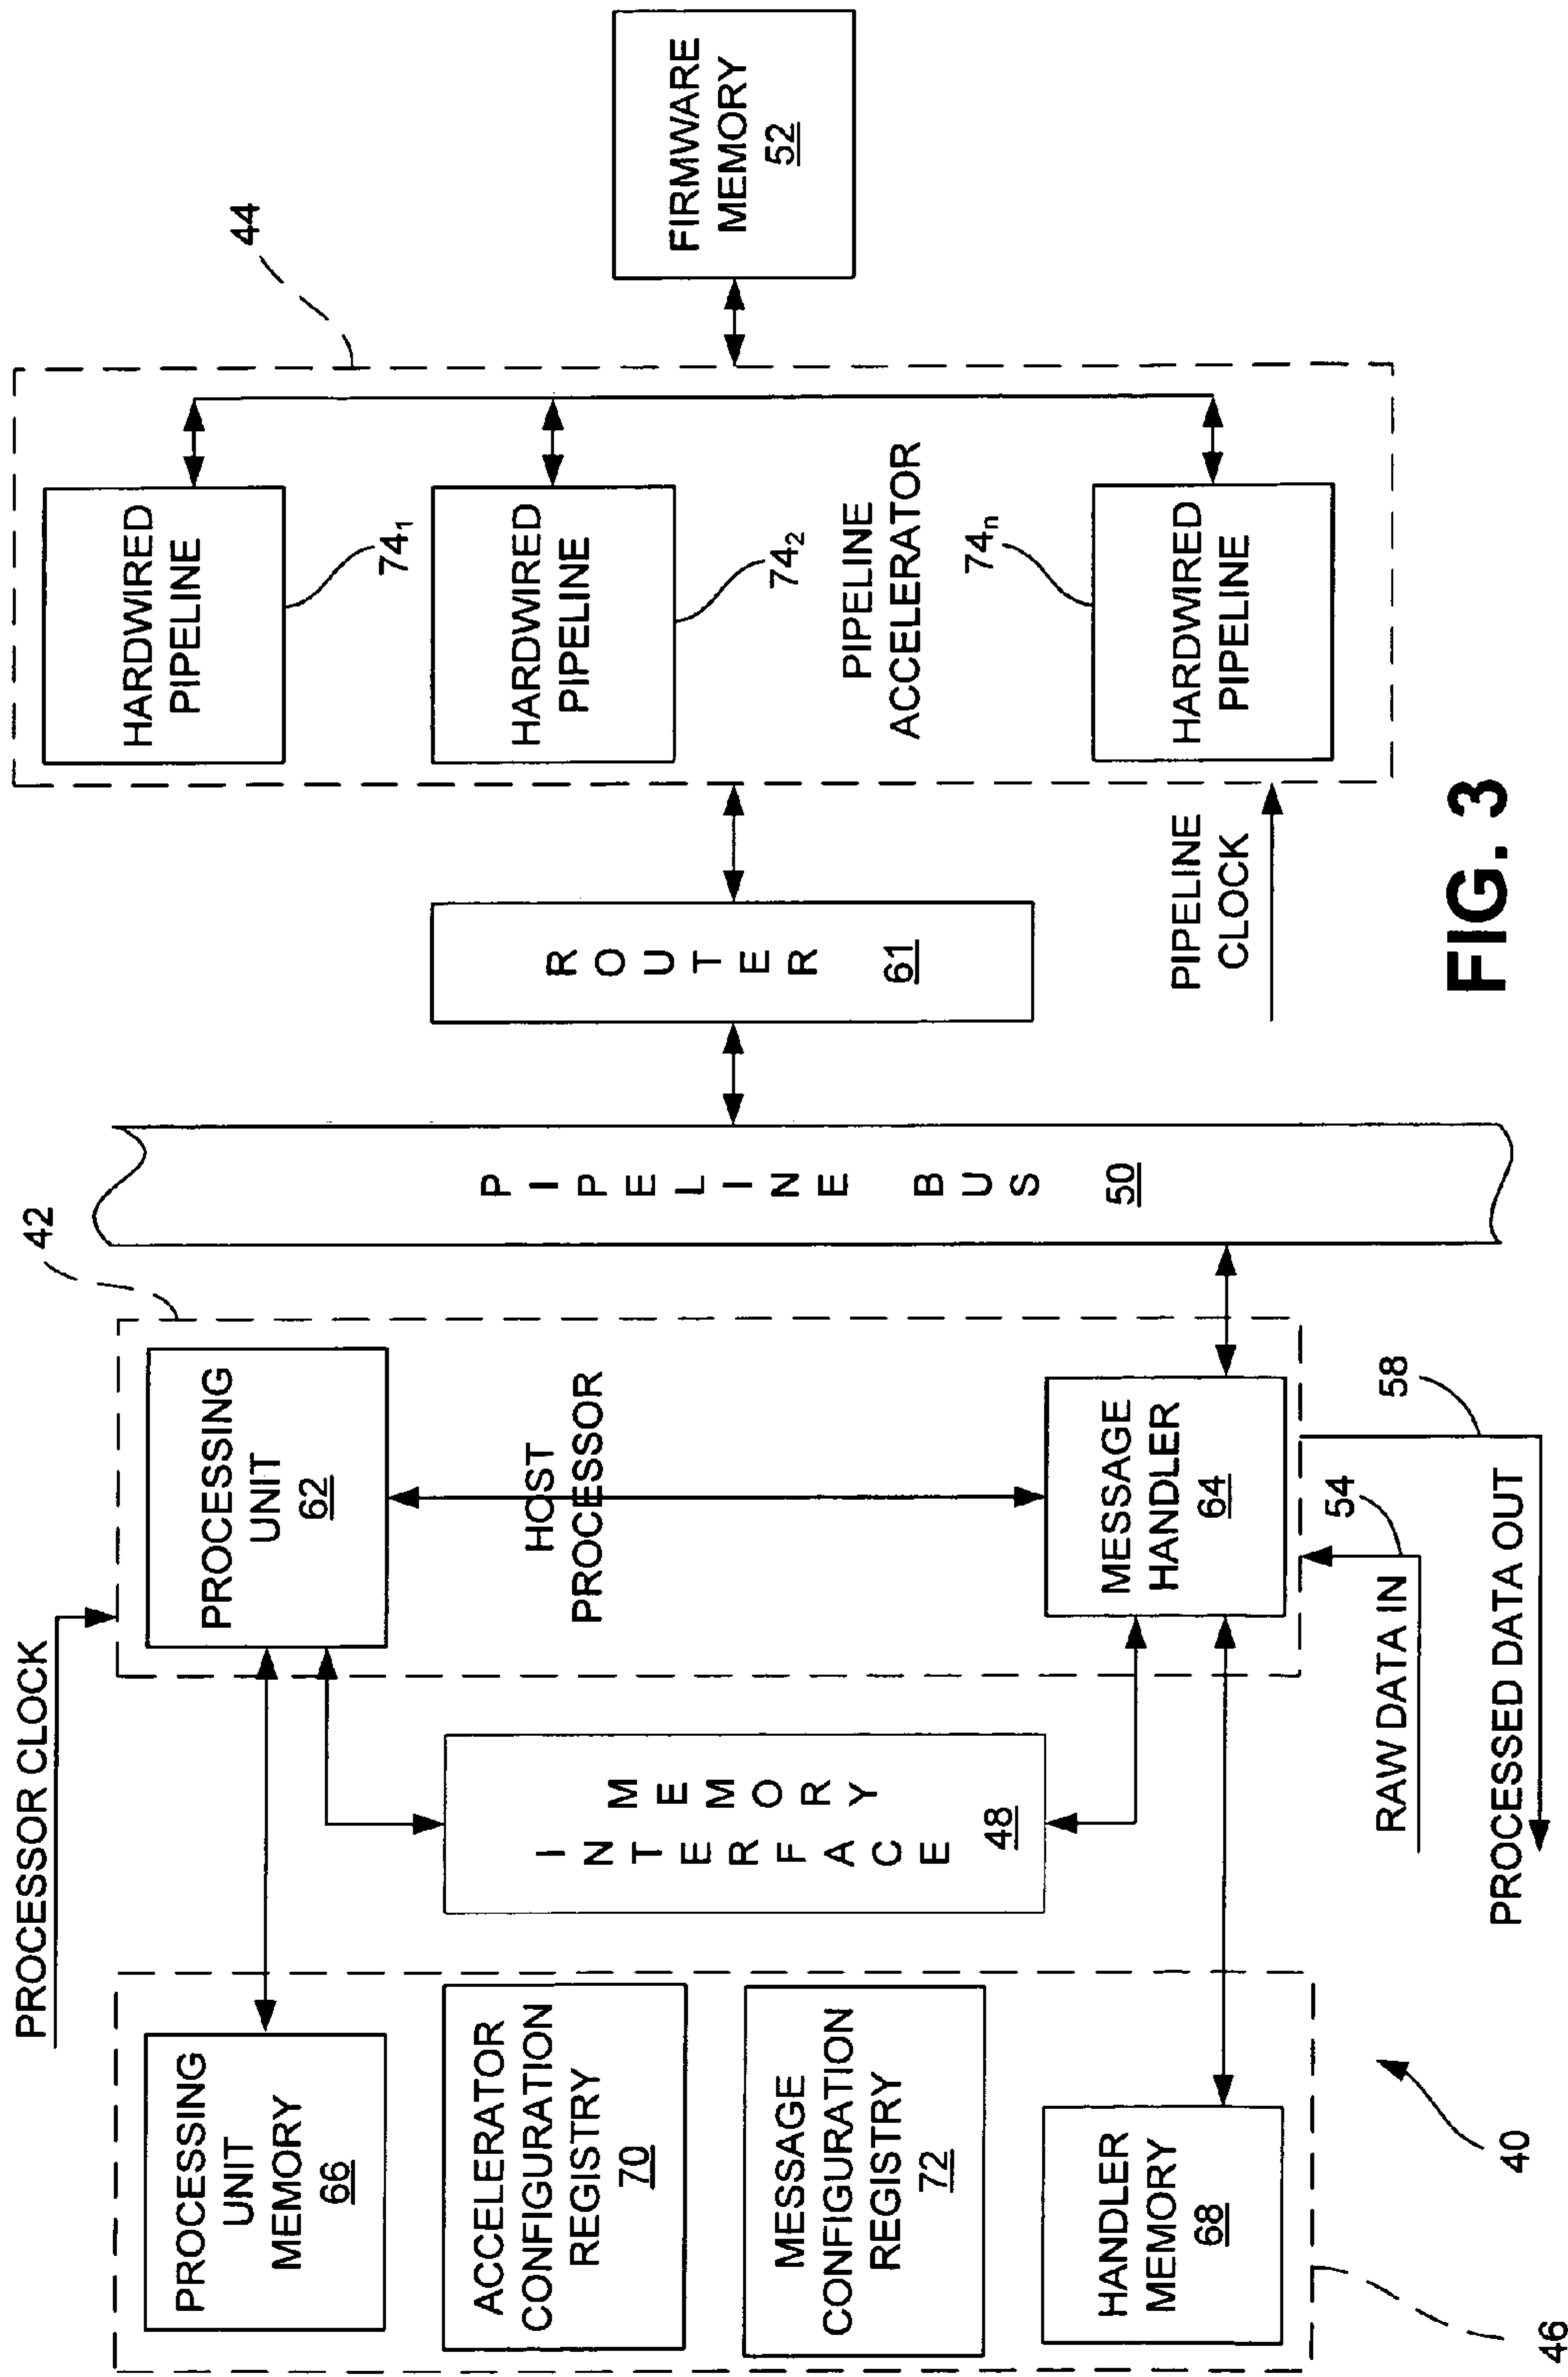 PROCESSOR CLOCK
42
44
PROCESSING
UNIT
MEMORY
66
ACCELERATOR
CONFIGURATION
REGISTRY
70
MESSAGE
CONFIGURATION
REGISTRY
72
HANDLER
MEMORY
68
46
40
MEMORY
INTERFACE
48
PROCESSING
UNIT
62
HOST
PROCESSOR
MESSAGE
HANDLER
64
RAW DATA IN
54
PROCESSED DATA OUT
58
PIPELINE BUS
50
ROUTER
61
PIPELINE
CLOCK
HARDWIRED
PIPELINE
74₁
HARDWIRED
PIPELINE
74₂
PIPELINE
ACCELERATOR
74ₙ
HARDWIRED
PIPELINE
FIRMWARE
MEMORY
52
FIG. 3